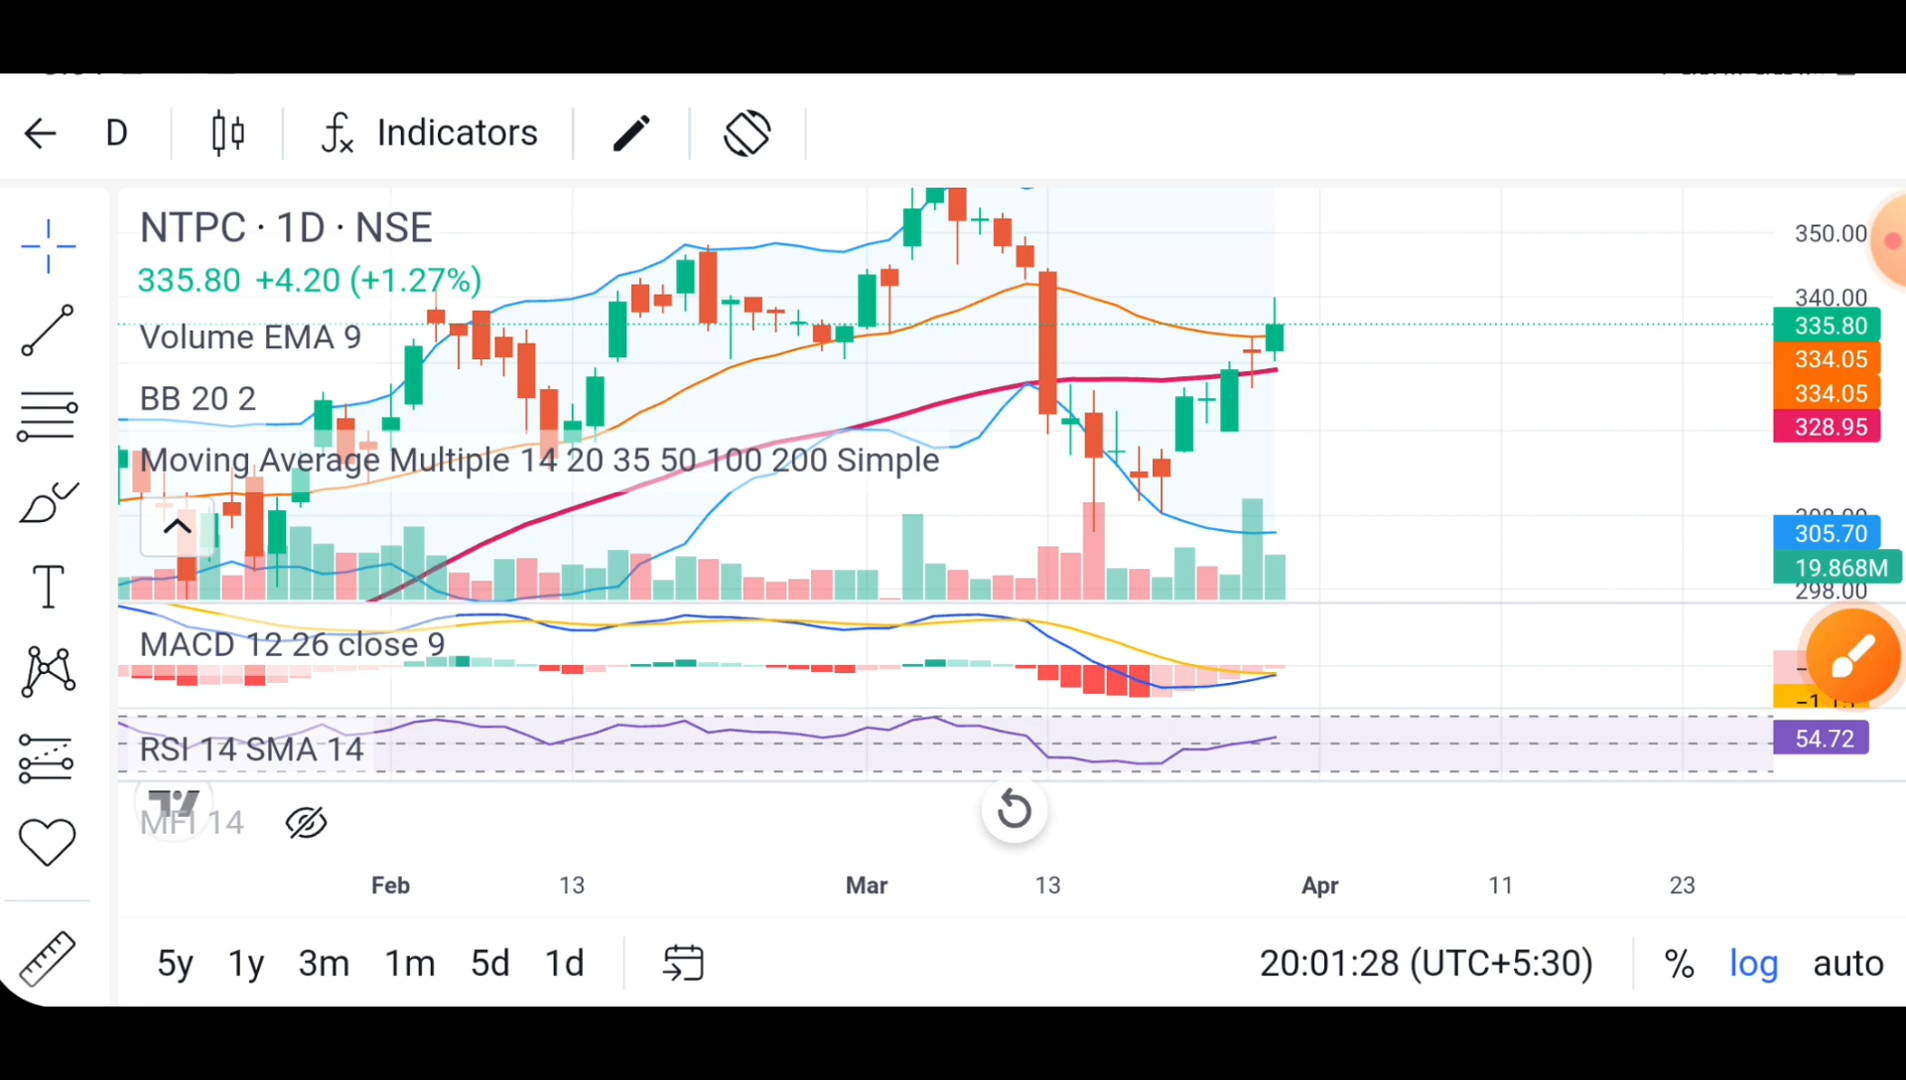 D Indicators
NTPC · 1D · NSE
335.80 +4.20 (+1.27%)
Volume EMA 9
BB 20 2
Moving Average Multiple 14 20 35 50 100 200 Simple
350.00
340.00
335.80
334.05
334.05
328.95
305.70
19.868M
298.00
MACD 12 26 close 9
RSI 14 SMA 14
54.72
MFI 14
Feb 13 Mar 13 Apr 11 23
5y 1y 3m 1m 5d 1d 20:01:28 (UTC+5:30) % log auto